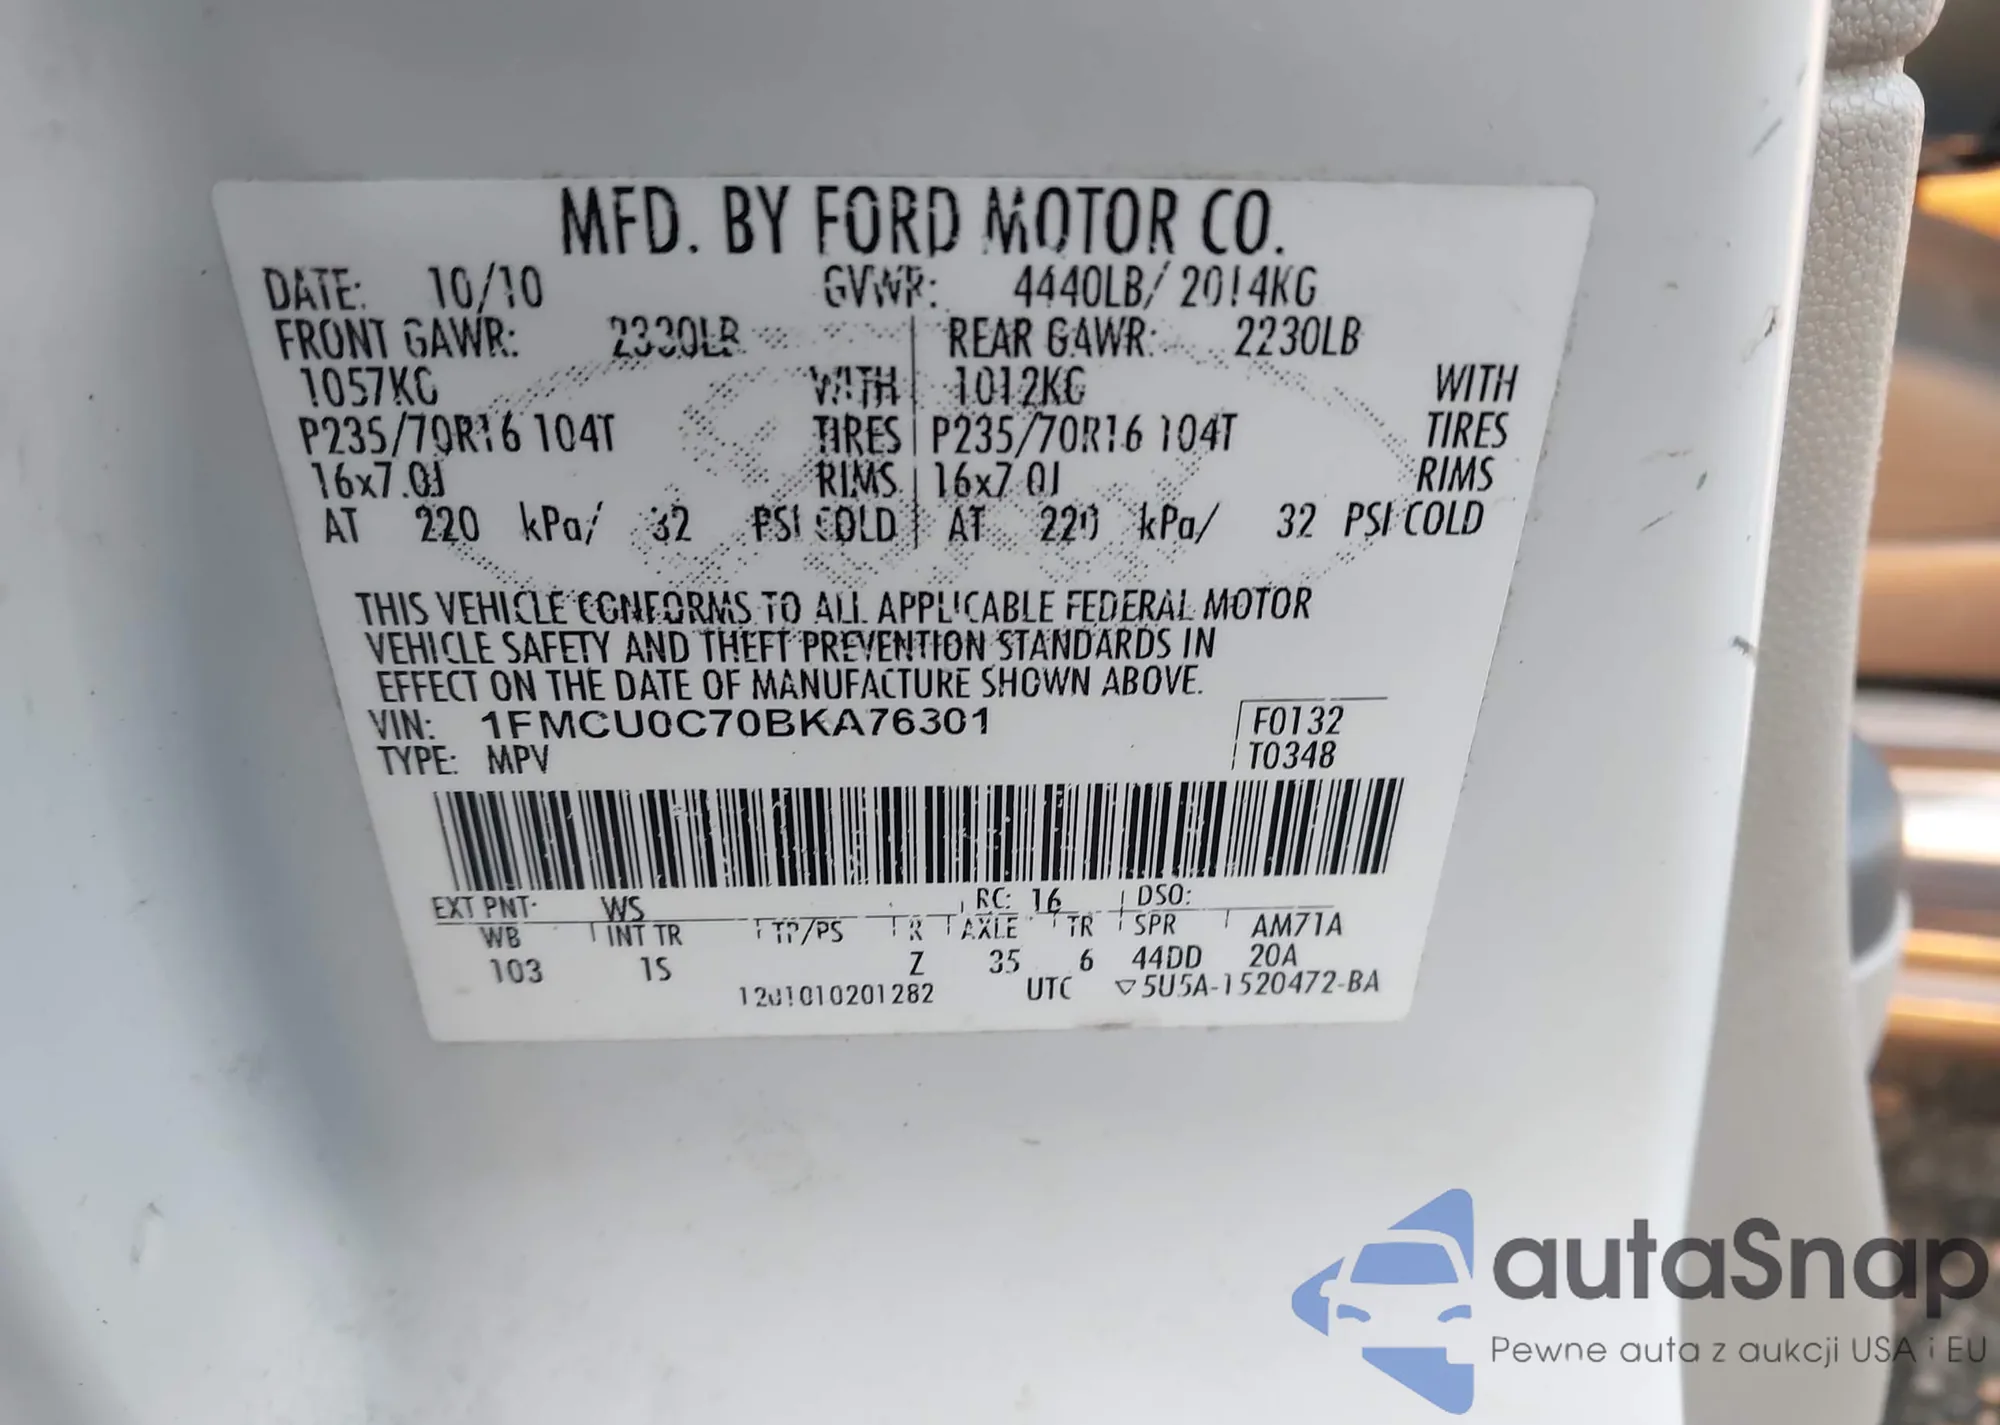 MFD. BY FORD MOTOR CO.
DATE: 10/10 GVWR: 4440LB/ 2014KG
FRONT GAWR: 2330LB REAR GAWR: 2230LB
1057KG WITH 1012KG WITH
P235/70R16 104T TIRES P235/70R16 104T TIRES
16x7.0J RIMS 16x7.0J RIMS
AT 220 kPa/ 32 PSI COLD AT 220 kPa/ 32 PSI COLD
THIS VEHICLE CONFORMS TO ALL APPLICABLE FEDERAL MOTOR
VEHICLE SAFETY AND THEFT PREVENTION STANDARDS IN
EFFECT ON THE DATE OF MANUFACTURE SHOWN ABOVE.
VIN: 1FMCU0C70BKA76301 F0132
TYPE: MPV T0348
EXT PNT: WS RC: 16 DSO:
WB INT TR TP/PS R AXLE TR SPR AM71A
103 1S Z 35 6 44DD 20A
UTC ▽5U5A-1520472-BA
autaSnap
Pewne auta z aukcji USA i EU